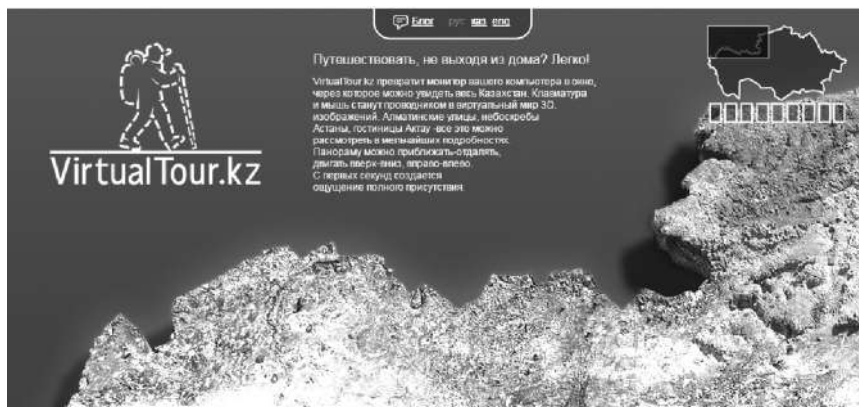 Блог рус каз eng
Путешествовать, не выходя из дома? Легко!
VirtualTour.kz превратит монитор вашего компьютера в окно,
через которое можно увидеть весь Казахстан. Клавиатура
и мышь станут проводником в виртуальный мир 3D.
изображений. Алматинские улицы, небоскребы
Астаны, гостиницы Актау -все это можно
рассмотреть в мельчайших подробностях.
Панораму можно приближать-отдалять,
двигать вверх-вниз, вправо-влево.
С первых секунд создается
ощущение полного присутствия.
VirtualTour.kz